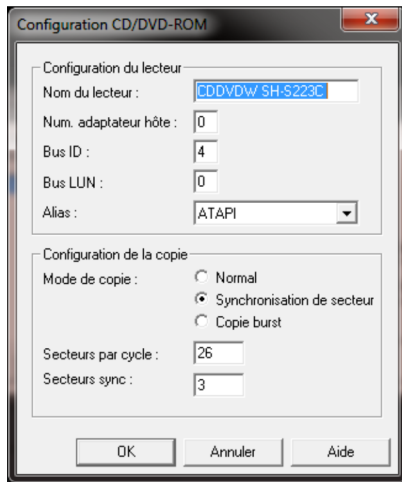 Configuration CD/DVD-ROM
Configuration du lecteur
Nom du lecteur : CDDVDW SH-S223C
Num. adaptateur hôte : 0
Bus ID : 4
Bus LUN : 0
Alias : ATAPI
Configuration de la copie
Mode de copie : Normal
Synchronisation de secteur
Copie burst
Secteurs par cycle : 26
Secteurs sync : 3
OK Annuler Aide